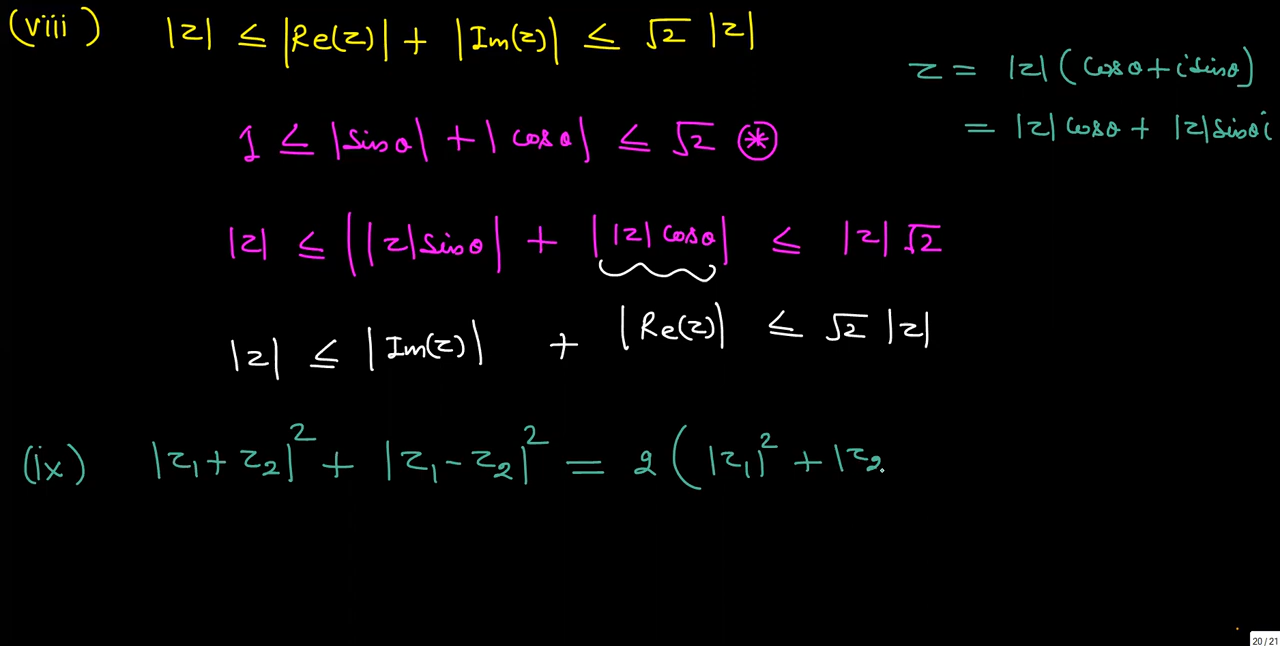 (viii) |z| ≤ |Re(z)| + |Im(z)| ≤ √2 |z|
z = |z| (cosθ + i sinθ)
= |z| cosθ + |z| sinθ i
1 ≤ |sinθ| + |cosθ| ≤ √2 ⊛
|z| ≤ ||z| sinθ| + ||z| cosθ| ≤ |z| √2
|z| ≤ |Im(z)| + |Re(z)| ≤ √2 |z|
(ix) |z₁ + z₂|² + |z₁ - z₂|² = 2 ( |z₁|² + |z₂
20 / 21